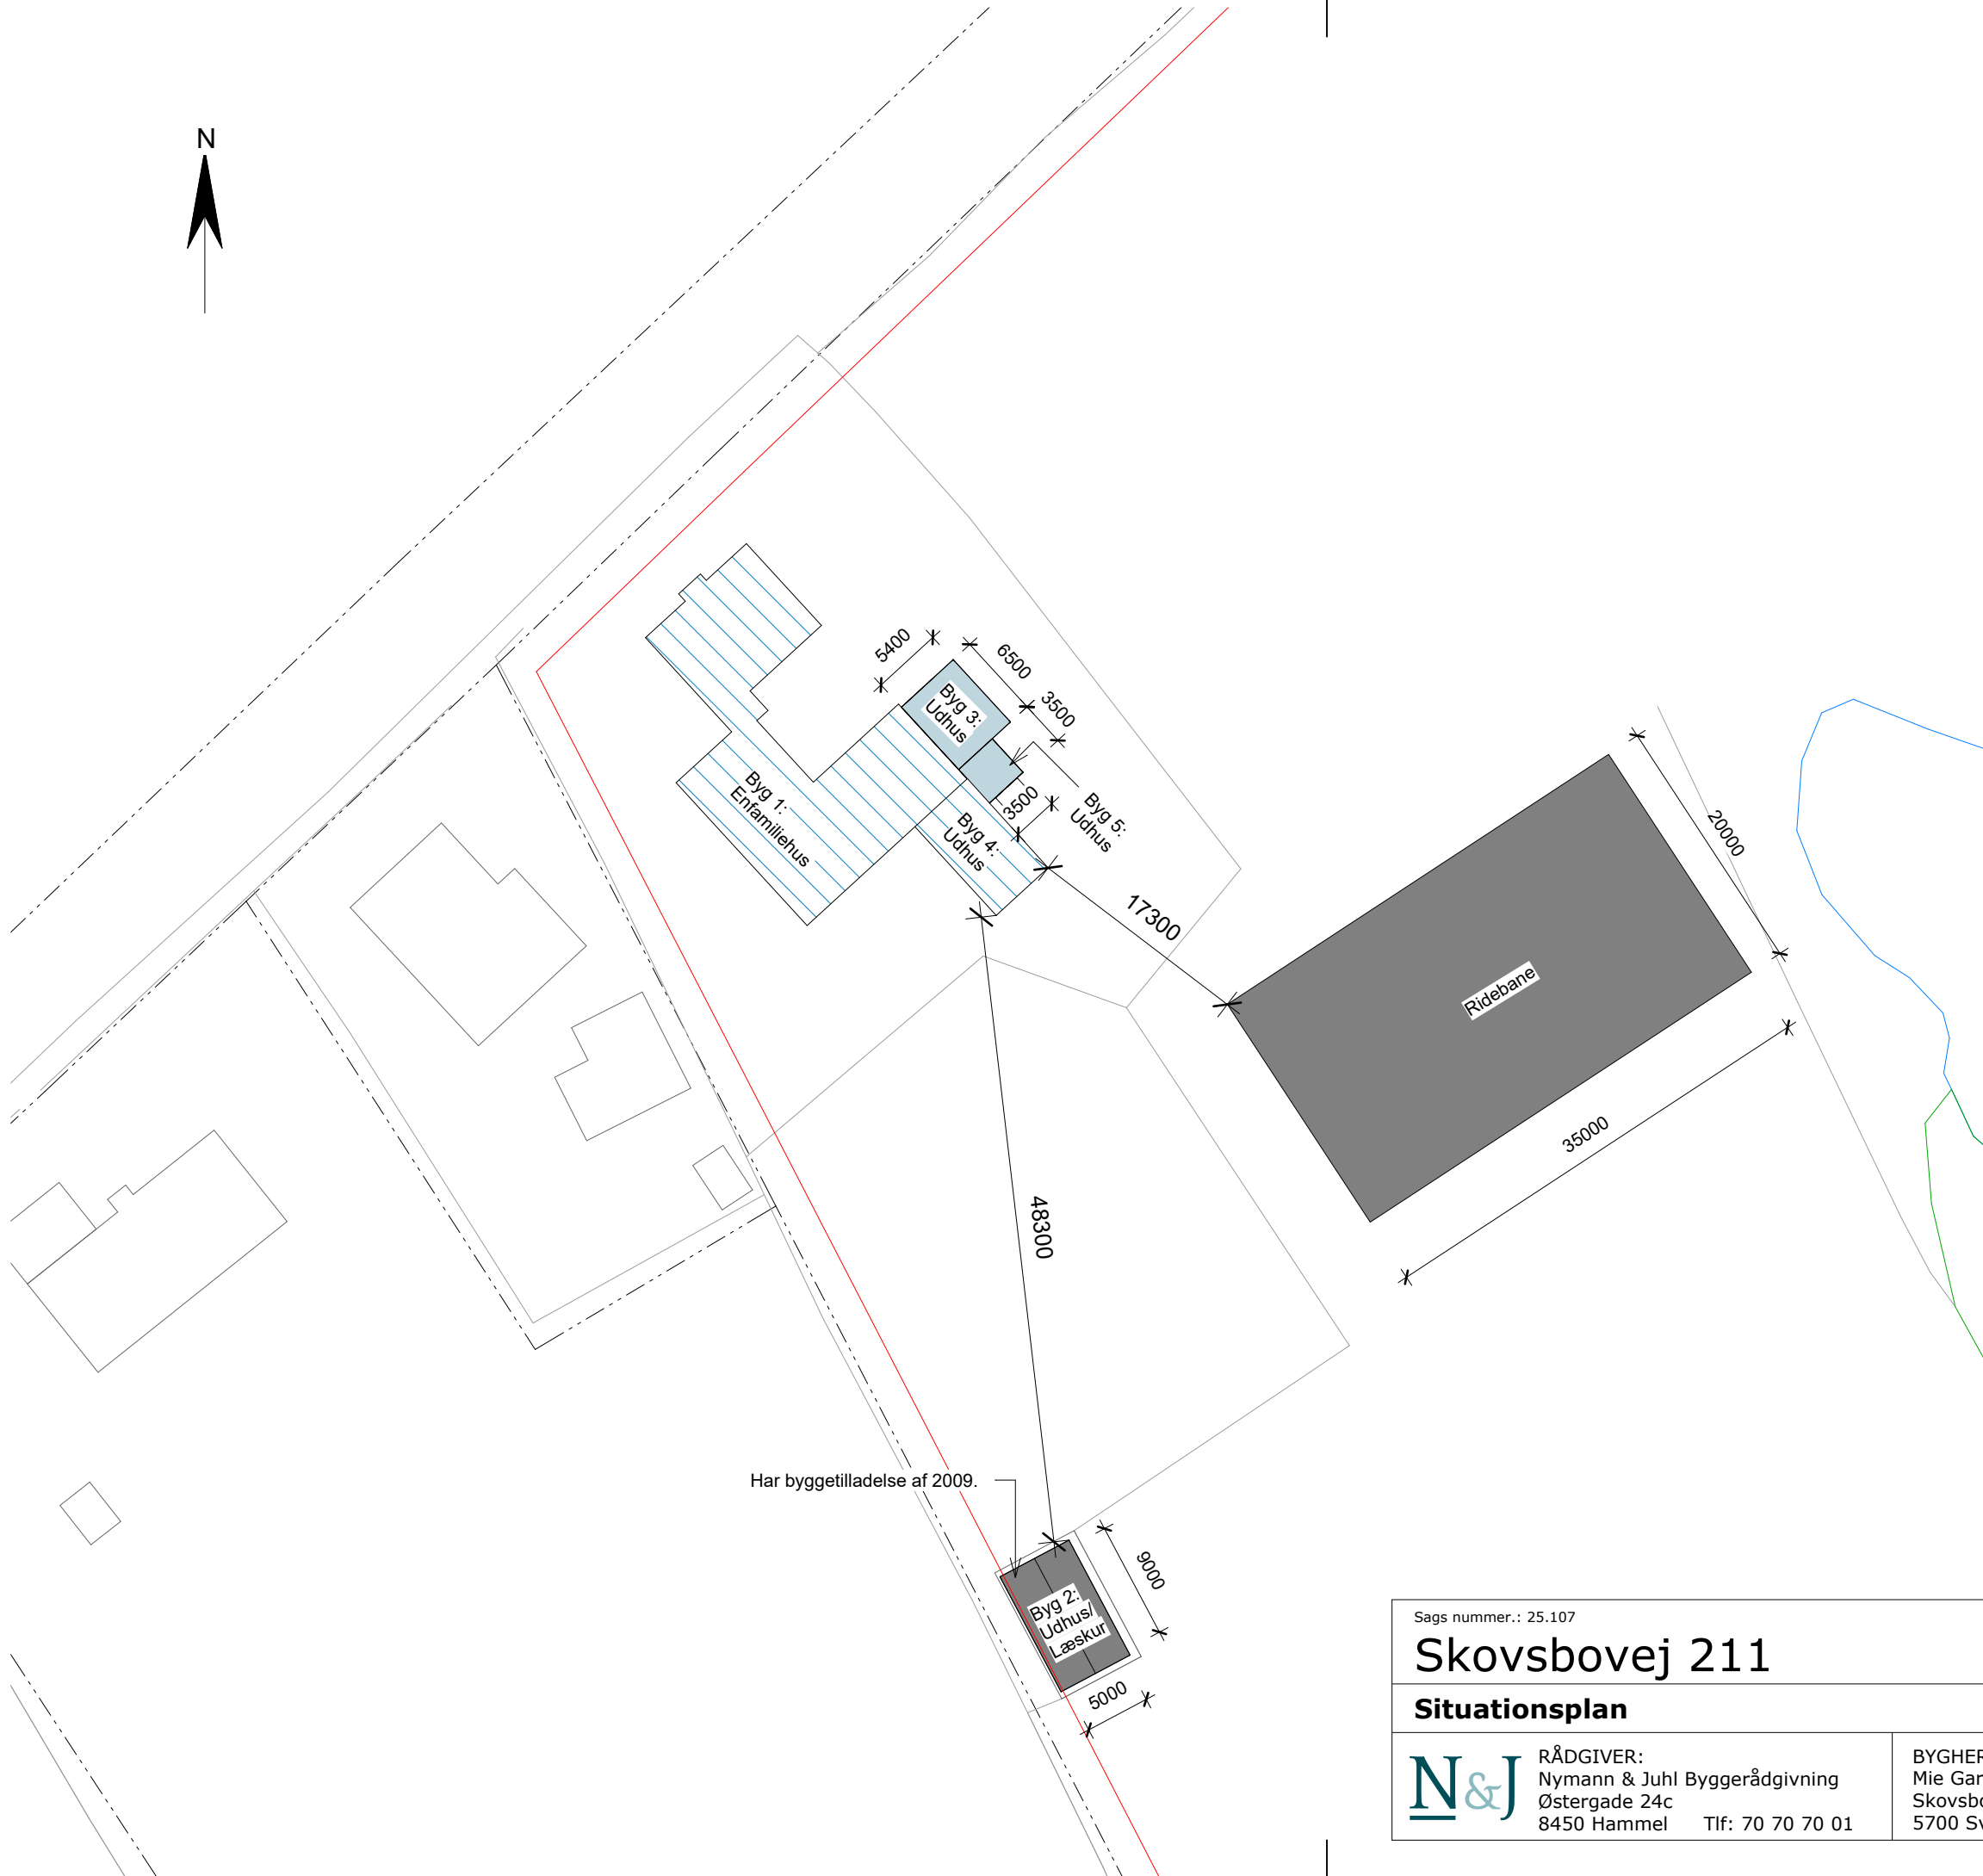 N
5400
6500
3500
Byg 3:
Udhus
Byg 1:
Enfamiliehus
3500
Byg 4:
Udhus
Byg 5:
Udhus
17300
20000
Ridebane
35000
48300
Har byggetilladelse af 2009.
9000
Byg 2:
Udhus/
Læskur
5000
Sags nummer.: 25.107
Skovsbovej 211
Situationsplan
N&J
RÅDGIVER:
Nymann & Juhl Byggerådgivning
Østergade 24c
8450 Hammel Tlf: 70 70 70 01
Mie
5700